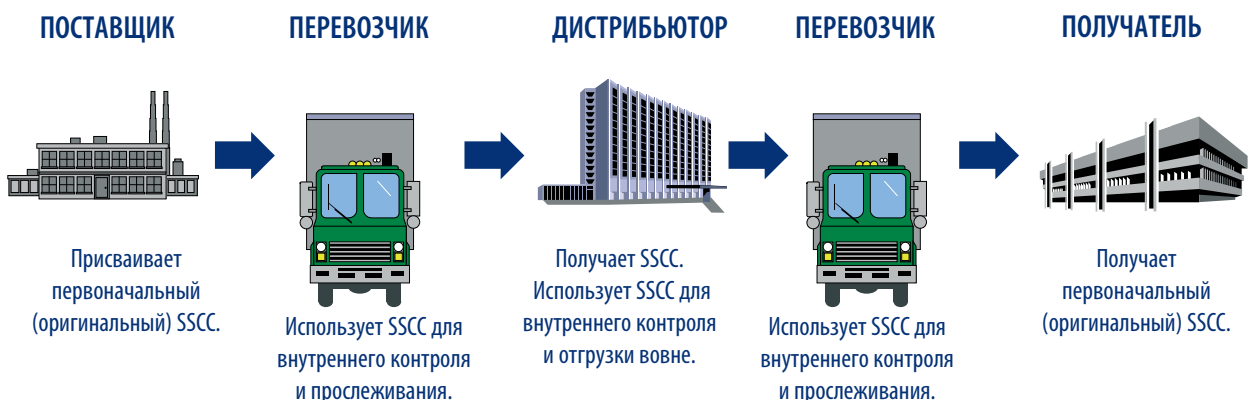 ПОСТАВЩИК
ПЕРЕВОЗЧИК
ДИСТРИБЬЮТОР
ПЕРЕВОЗЧИК
ПОЛУЧАТЕЛЬ
Присваивает
первоначальный
(оригинальный) SSCC.
Использует SSCC для
внутреннего контроля
и прослеживания.
Получает SSCC.
Использует SSCC для
внутреннего контроля
и отгрузки вовне.
Использует SSCC для
внутреннего контроля
и прослеживания.
Получает
первоначальный
(оригинальный) SSCC.